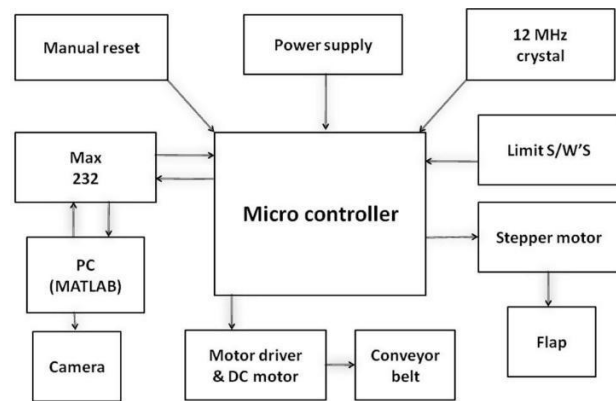 Manual reset
Power supply
12 MHz
crystal
Max
232
Micro controller
Limit S/W'S
Stepper motor
PC
(MATLAB)
Camera
Motor driver
& DC motor
Conveyor
belt
Flap